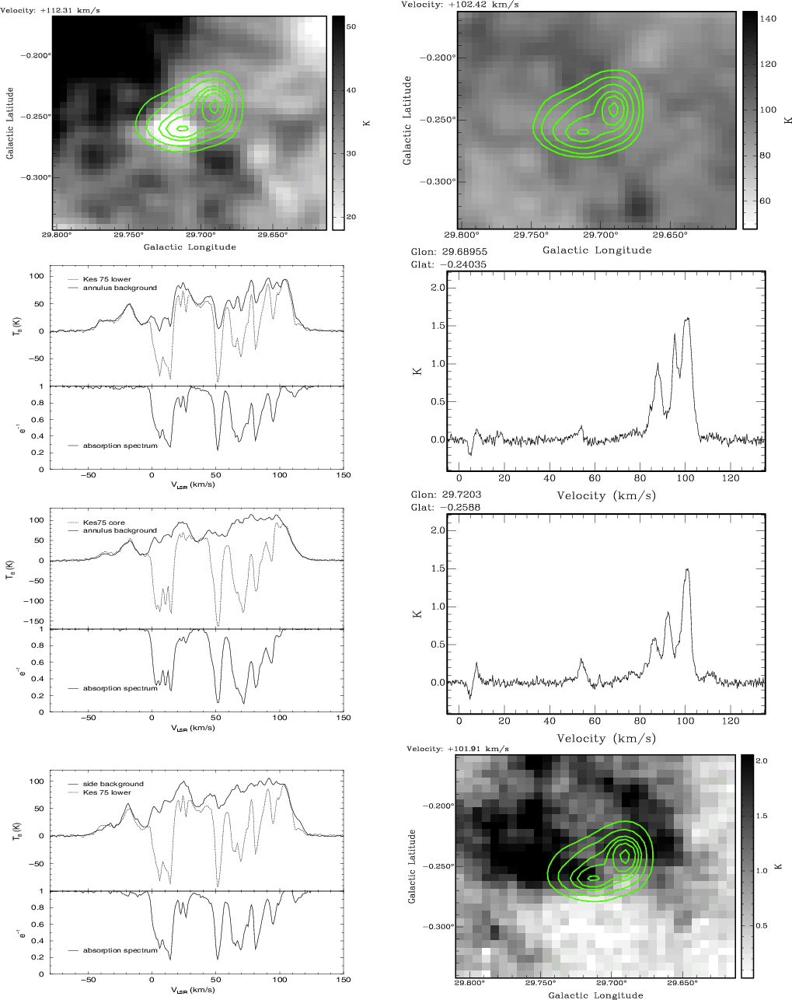 Velocity: +112.31 km/s
50
40
30
20
K
−0.200°
−0.250°
−0.300°
Galactic Latitude
29.800° 29.750° 29.700° 29.650°
Galactic Longitude
Velocity: +102.42 km/s
140
120
100
80
60
K
−0.200°
−0.250°
−0.300°
Galactic Latitude
29.800° 29.750° 29.700° 29.650°
Galactic Longitude
Kes 75 lower
annulus background
100
50
0
−50
T_B (K)
1
0.8
0.6
0.4
0.2
0
e^−τ
absorption spectrum
−50 0 50 100 150
V_LSR (km/s)
Glon: 29.68955
Glat: −0.24035
2.0
1.5
1.0
0.5
0.0
K
0 20 40 60 80 100 120
Velocity (km/s)
Kes75 core
annulus background
100
50
0
−50
−100
−150
T_B (K)
1
0.8
0.6
0.4
0.2
0
e^−τ
absorption spectrum
−50 0 50 100 150
V_LSR (km/s)
Glon: 29.7203
Glat: −0.2588
2.0
1.5
1.0
0.5
0.0
K
0 20 40 60 80 100 120
Velocity (km/s)
side background
Kes 75 lower
100
50
0
−50
T_B (K)
1
0.8
0.6
0.4
0.2
0
e^−τ
absorption spectrum
−50 0 50 100 150
V_LSR (km/s)
Velocity: +101.91 km/s
2.0
1.5
1.0
0.5
K
−0.200°
−0.250°
−0.300°
Galactic Latitude
29.800° 29.750° 29.700° 29.650°
Galactic Longitude